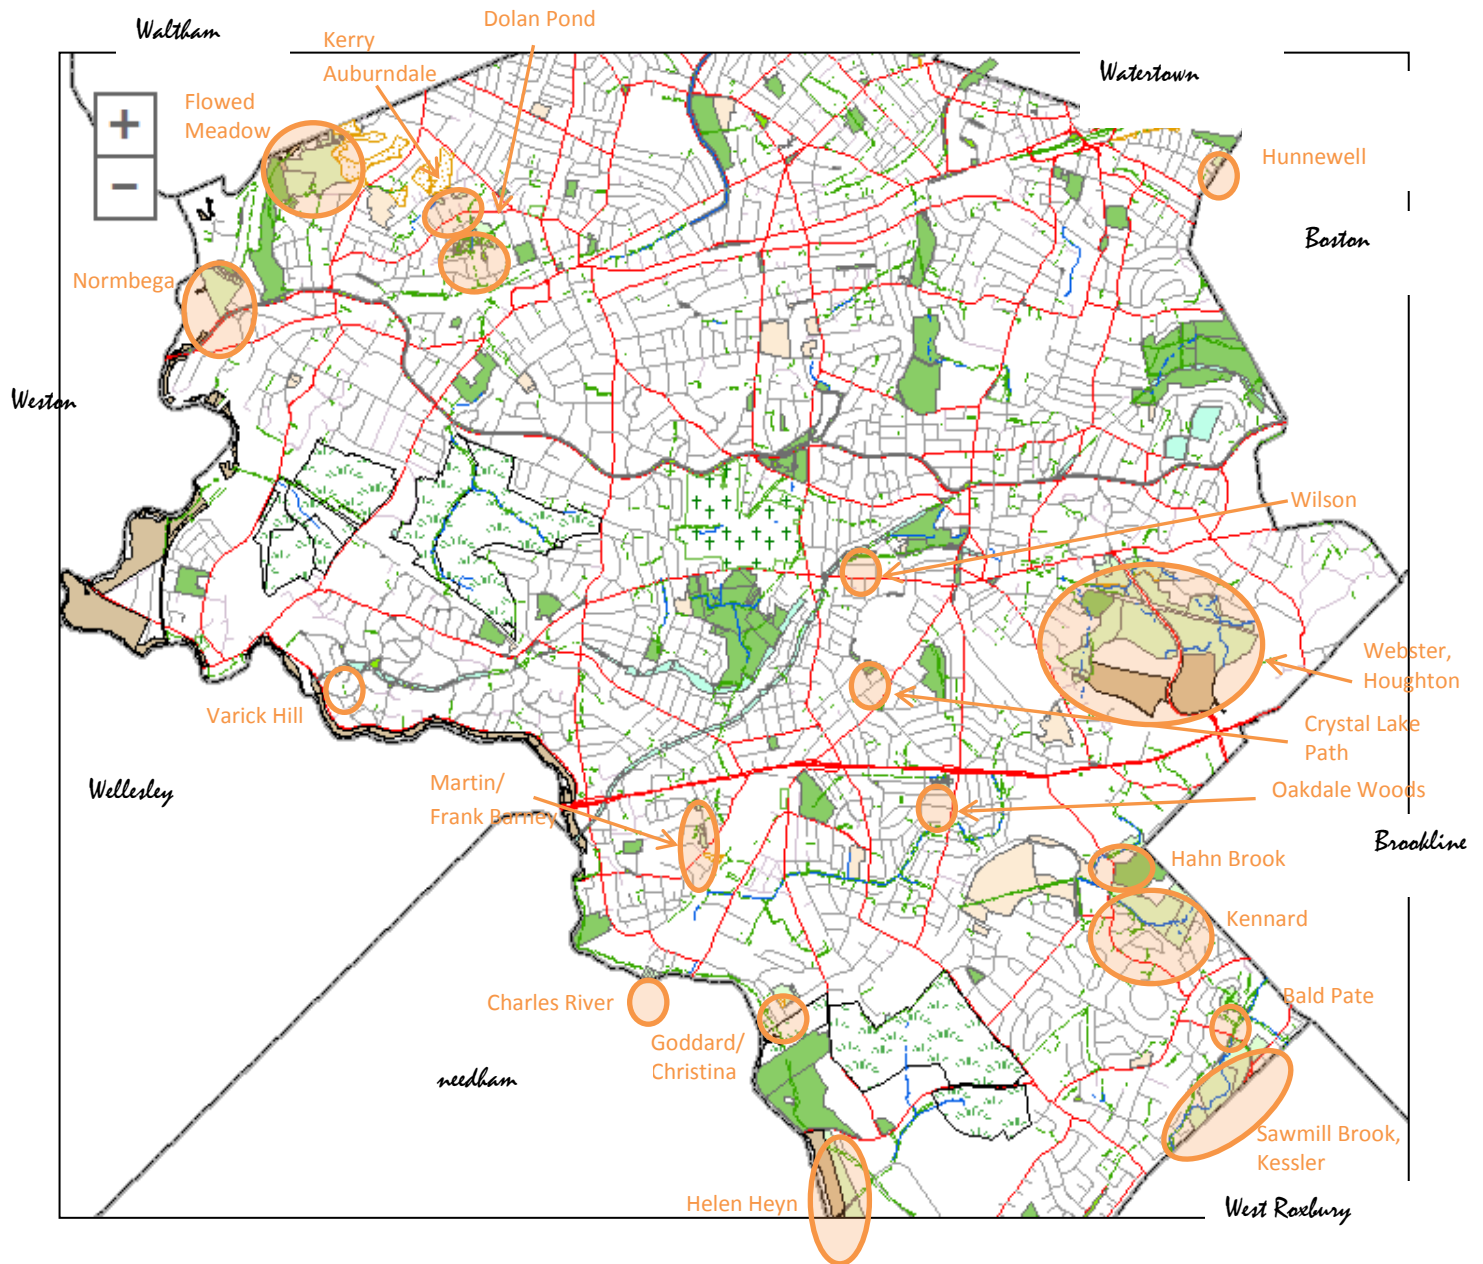 Waltham
Dolan Pond
Kerry
Auburndale
Watertown
Flowed
Meadow
+
−
Hunnewell
Boston
Normbega
Weston
Wilson
Webster,
Houghton
Varick Hill
Crystal Lake
Path
Wellesley
Martin/
Frank Barney
Oakdale Woods
Brookline
Hahn Brook
Kennard
Charles River
Bald Pate
Goddard/
Christina
needham
Sawmill Brook,
Kessler
Helen Heyn
West Roxbury